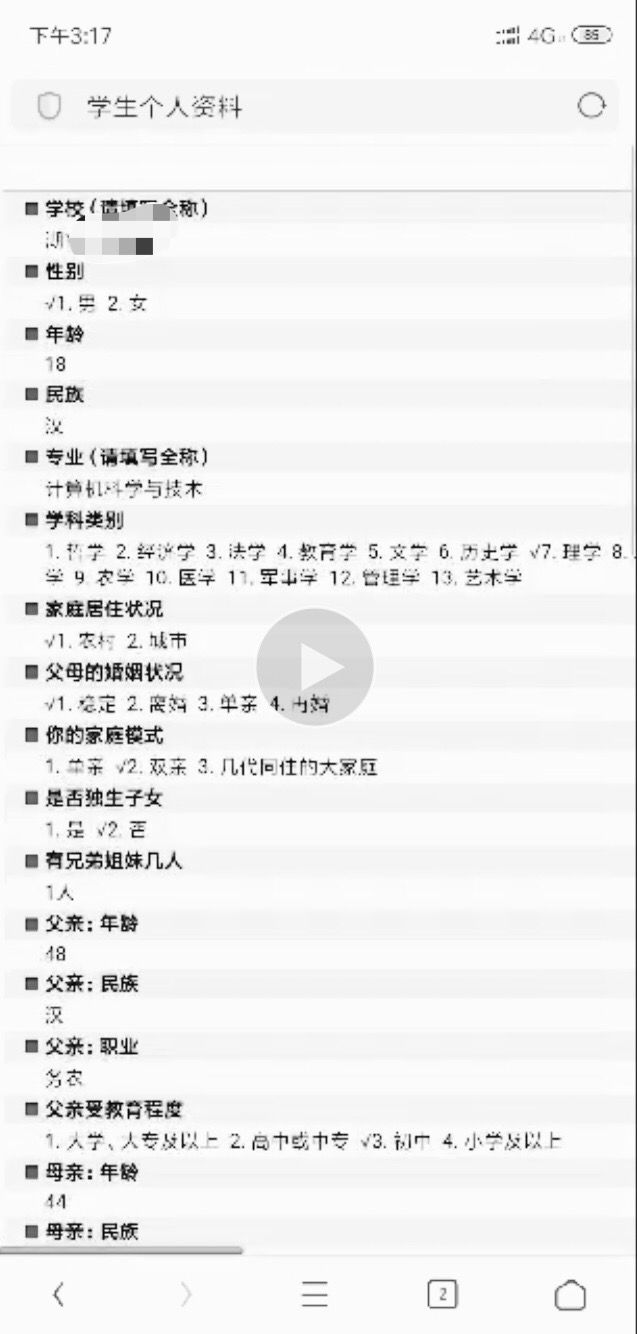 下午3:17
4G
86
学生个人资料
■ 学校(请填写全称)
湖
■ 性别
√1. 男 2. 女
■ 年龄
18
■ 民族
汉
■ 专业(请填写全称)
计算机科学与技术
■ 学科类别
1. 哲学 2. 经济学 3. 法学 4. 教育学 5. 文学 6. 历史学 √7. 理学 8.
学 9. 农学 10. 医学 11. 军事学 12. 管理学 13. 艺术学
■ 家庭居住状况
√1. 农村 2. 城市
■ 父母的婚姻状况
√1. 稳定 2. 离婚 3. 单亲 4. 再婚
■ 你的家庭模式
1. 单亲 √2. 双亲 3. 几代同住的大家庭
■ 是否独生子女
1. 是 √2. 否
■ 有兄弟姐妹几人
1人
■ 父亲: 年龄
48
■ 父亲: 民族
汉
■ 父亲: 职业
务农
■ 父亲受教育程度
1. 大学、大专及以上 2. 高中或中专 √3. 初中 4. 小学及以上
■ 母亲: 年龄
44
■ 母亲: 民族
2